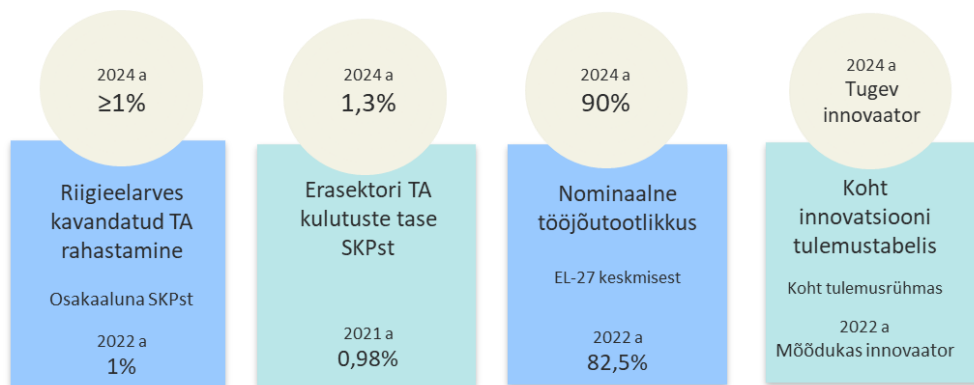 2024 a
≥1%
Riigieelarves
kavandatud TA
rahastamine
Osakaaluna SKPst
2022 a
1%
2024 a
1,3%
Erasektori TA
kulutuste tase
SKPst
2021 a
0,98%
2024 a
90%
Nominaalne
tööjõutootlikkus
EL-27 keskmisest
2022 a
82,5%
2024 a
Tugev
innovaator
Koht
innovatsiooni
tulemustabelis
Koht tulemusrühmas
2022 a
Mõõdukas innovaator